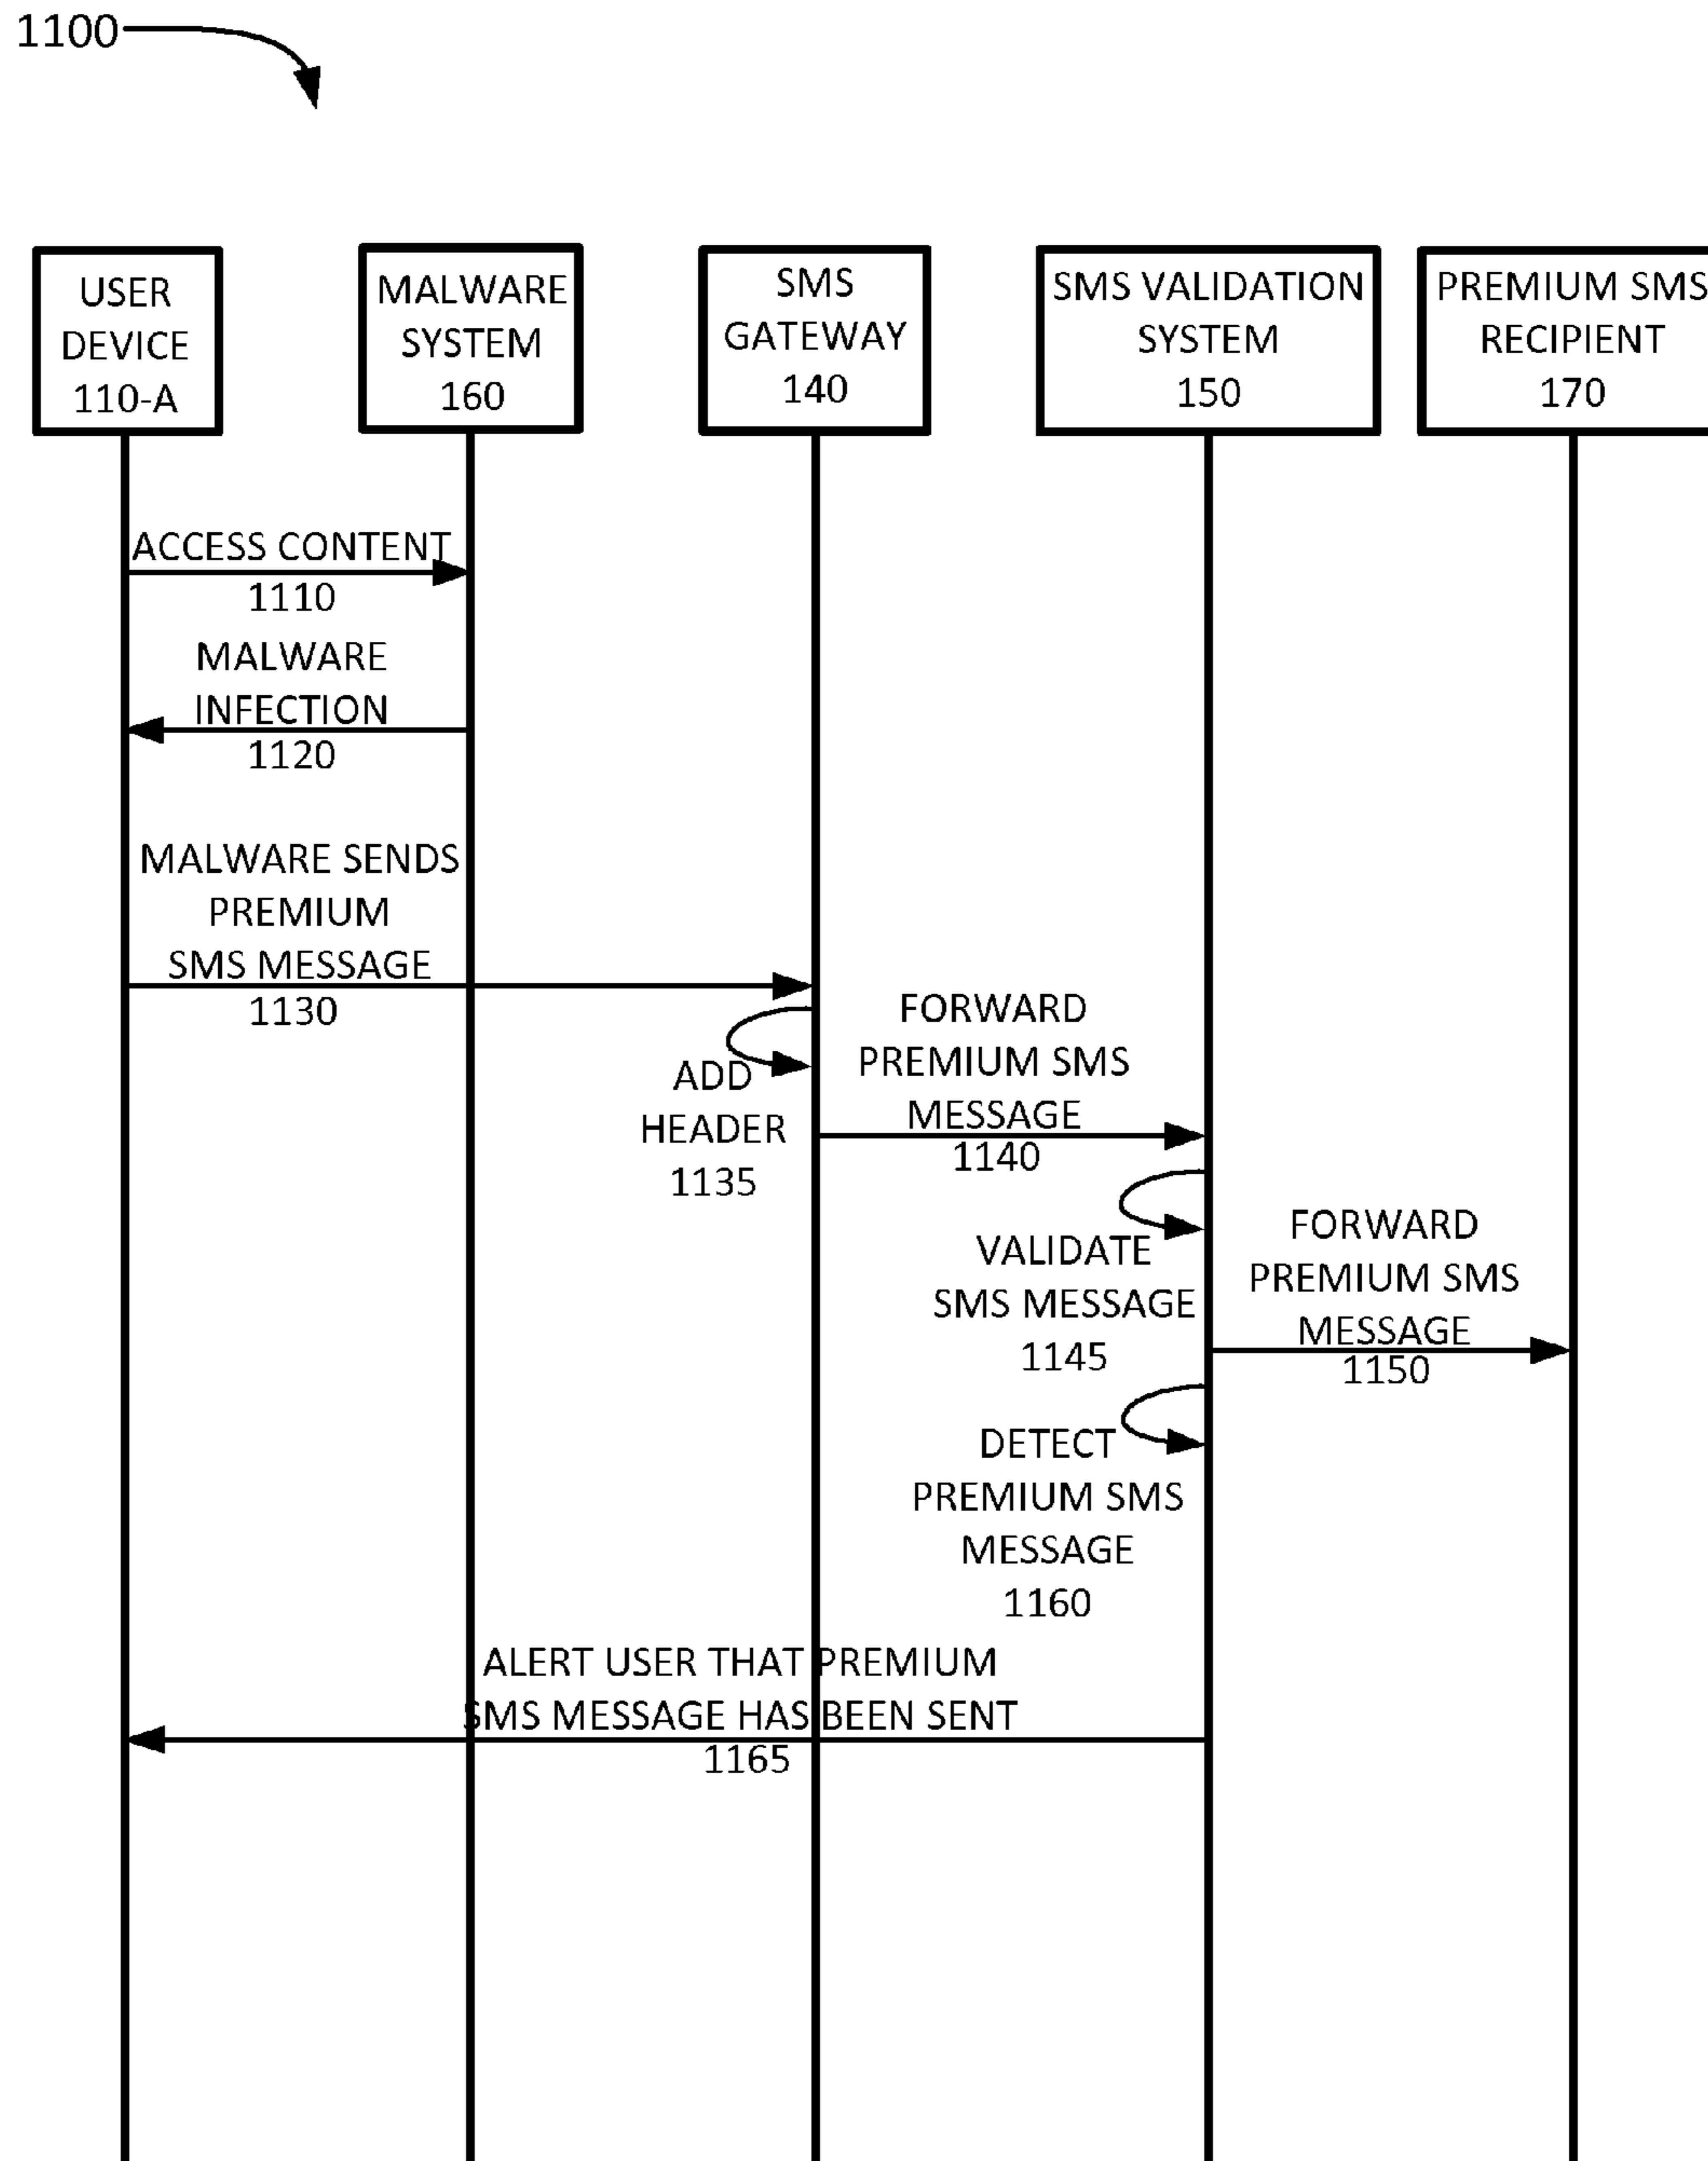 1100
USER
DEVICE
110-A
MALWARE
SYSTEM
160
SMS
GATEWAY
140
SMS VALIDATION
SYSTEM
150
PREMIUM SMS
RECIPIENT
170
ACCESS CONTENT
1110
MALWARE
INFECTION
1120
MALWARE SENDS
PREMIUM
SMS MESSAGE
1130
ADD
HEADER
1135
FORWARD
PREMIUM SMS
MESSAGE
1140
VALIDATE
SMS MESSAGE
1145
FORWARD
PREMIUM SMS
MESSAGE
1150
DETECT
PREMIUM SMS
MESSAGE
1160
ALERT USER THAT PREMIUM
SMS MESSAGE HAS BEEN SENT
1165